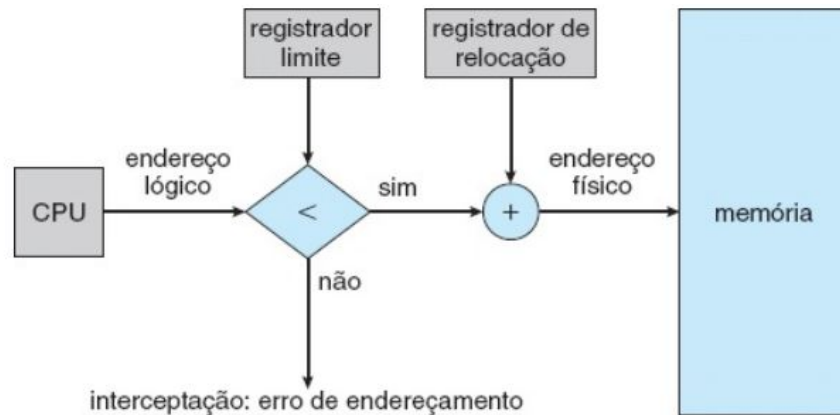 registrador
limite
registrador de
relocação
endereço
lógico
endereço
físico
CPU
<
sim
+
memória
não
interceptação: erro de endereçamento